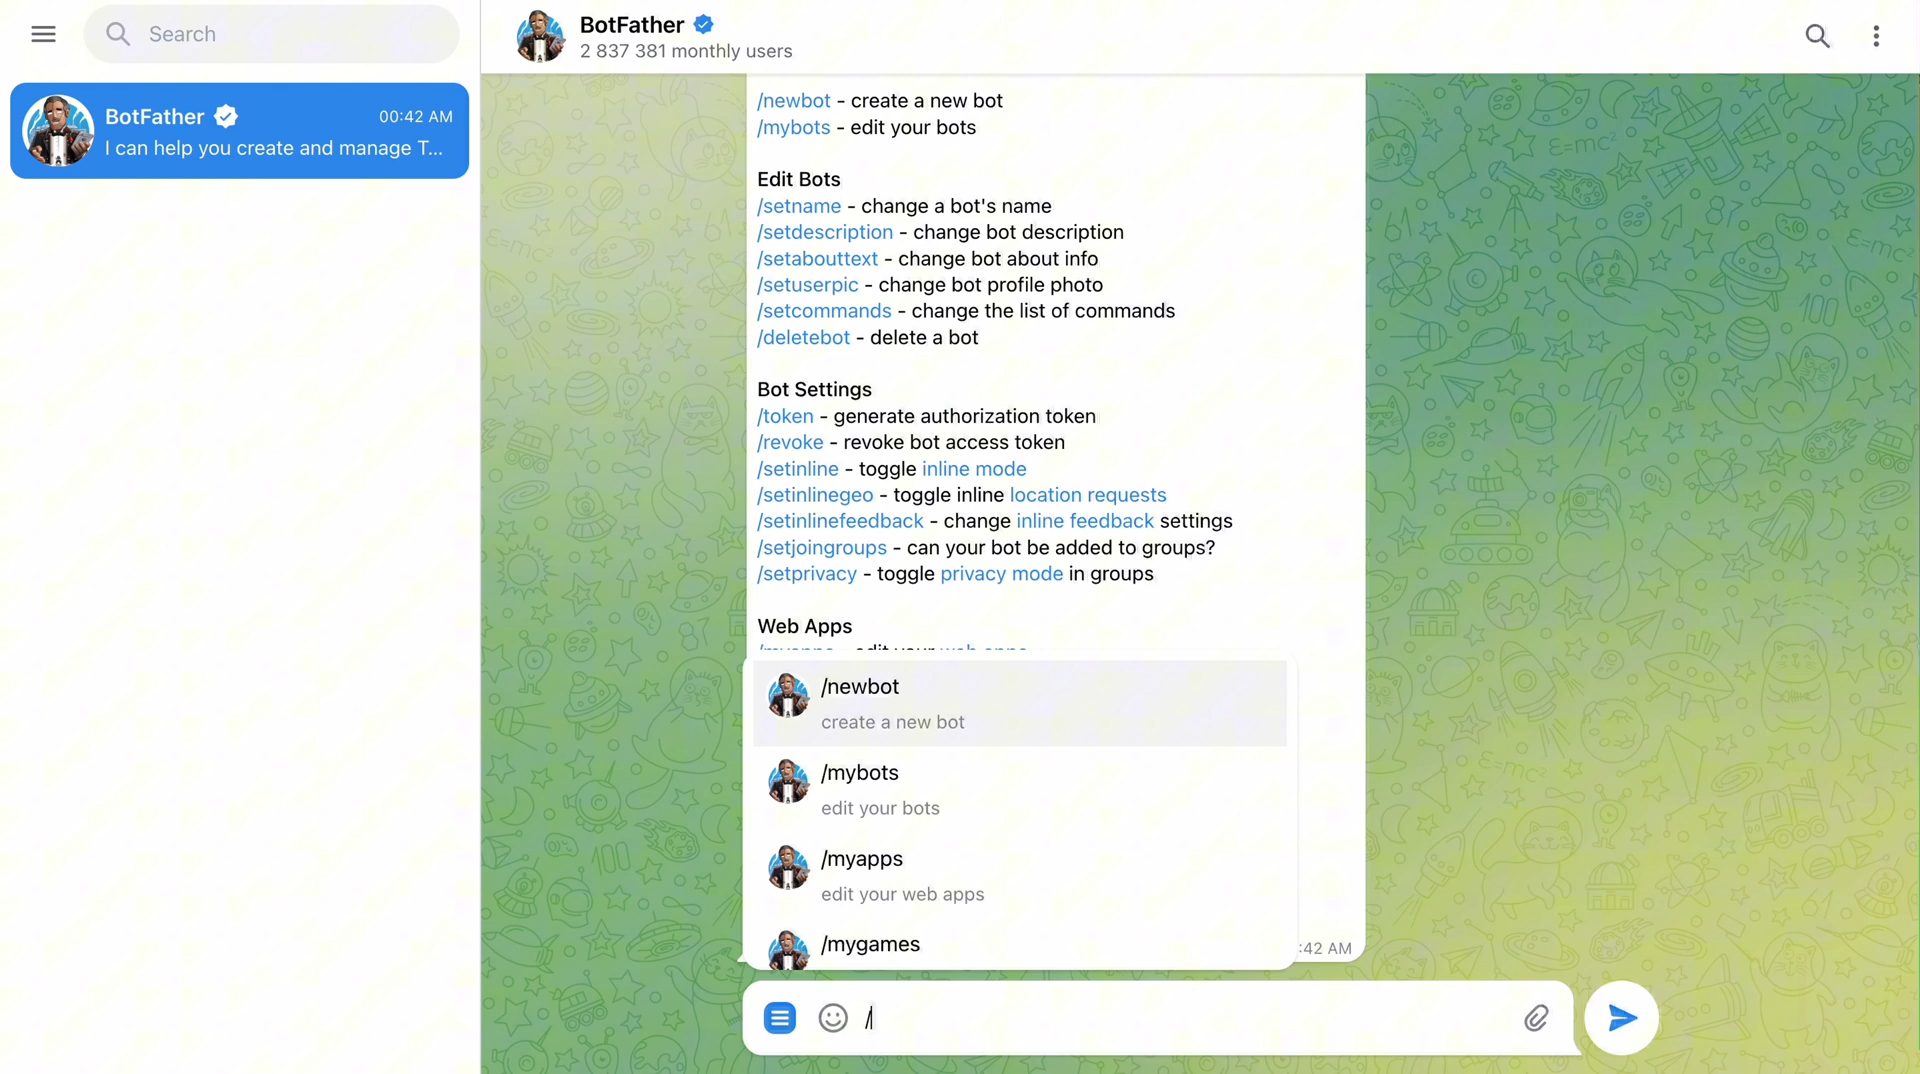 Search
BotFather
00:42 AM
I can help you create and manage T...
BotFather
2 837 381 monthly users
/newbot - create a new bot
/mybots - edit your bots
Edit Bots
/setname - change a bot's name
/setdescription - change bot description
/setabouttext - change bot about info
/setuserpic - change bot profile photo
/setcommands - change the list of commands
/deletebot - delete a bot
Bot Settings
/token - generate authorization token
/revoke - revoke bot access token
/setinline - toggle inline mode
/setinlinegeo - toggle inline location requests
/setinlinefeedback - change inline feedback settings
/setjoingroups - can your bot be added to groups?
/setprivacy - toggle privacy mode in groups
Web Apps
/myapps - edit your web apps
/newbot
create a new bot
/mybots
edit your bots
/myapps
edit your web apps
/mygames
:42 AM
/